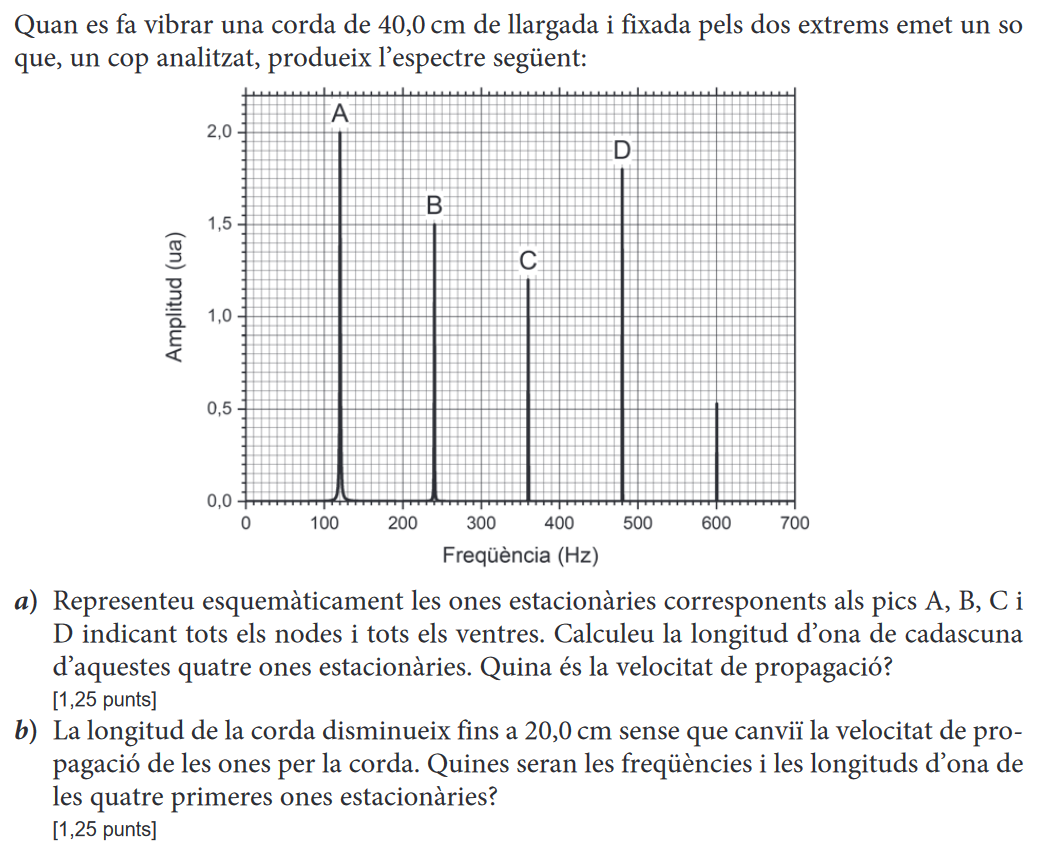 Quan es fa vibrar una corda de 40,0 cm de llargada i fixada pels dos extrems emet un so
que, un cop analitzat, produeix l’espectre següent:
A
2,0
D
B
1,5
C
Amplitud (ua)
1,0
0,5
0,0
0 100 200 300 400 500 600 700
Freqüència (Hz)
a) Representeu esquemàticament les ones estacionàries corresponents als pics A, B, C i
D indicant tots els nodes i tots els ventres. Calculeu la longitud d’ona de cadascuna
d’aquestes quatre ones estacionàries. Quina és la velocitat de propagació?
[1,25 punts]
b) La longitud de la corda disminueix fins a 20,0 cm sense que canviï la velocitat de pro-
pagació de les ones per la corda. Quines seran les freqüències i les longituds d’ona de
les quatre primeres ones estacionàries?
[1,25 punts]